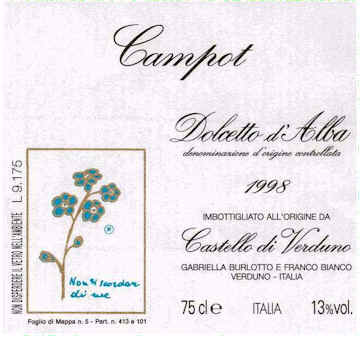 Campot
Dolcetto d'Alba
denominazione d'origine controllata
1998
IMBOTTIGLIATO ALL'ORIGINE DA
Castello di Verduno
GABRIELLA BURLOTTO E FRANCO BIANCO
VERDUNO - ITALIA
75 cl e ITALIA 13% vol.
NON DISPERDERE IL VETRO NELL'AMBIENTE L 9.175
®
Non ti scordar
di me
Foglio di Mappa n. 5 - Part. n. 413 e 101